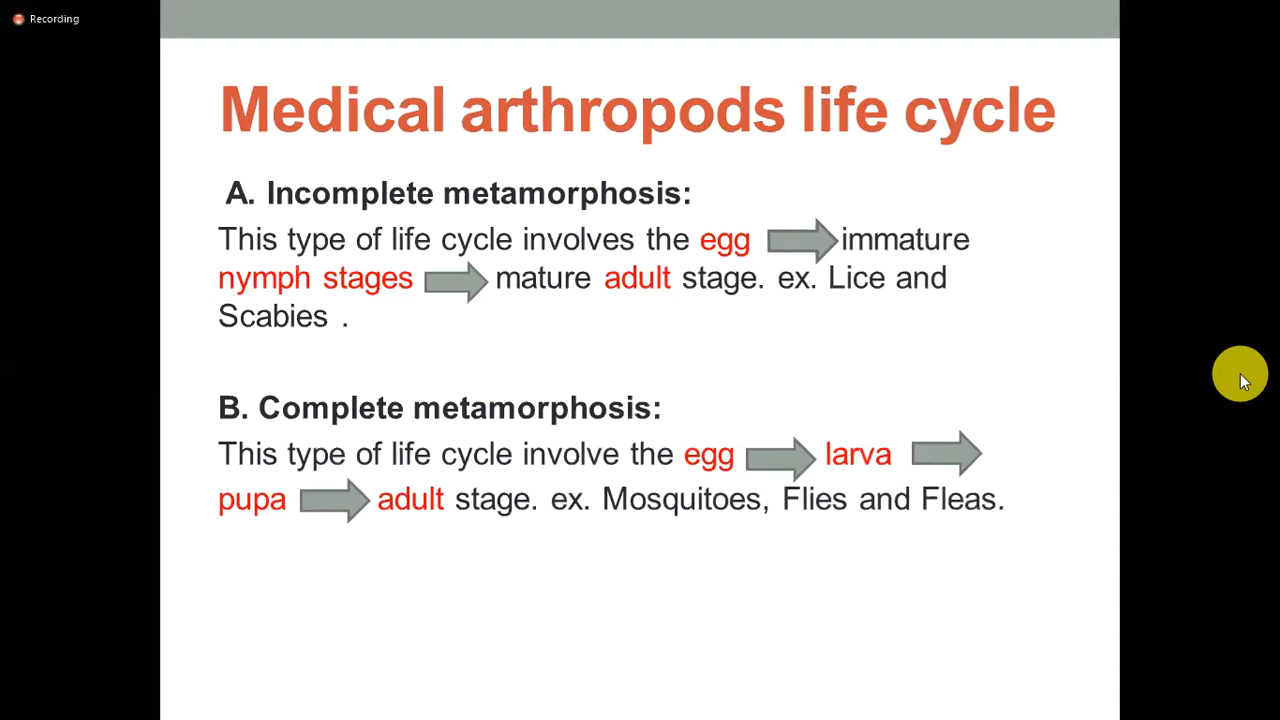 Recording
Medical arthropods life cycle
A. Incomplete metamorphosis:
This type of life cycle involves the egg immature
nymph stages mature adult stage. ex. Lice and
Scabies .
B. Complete metamorphosis:
This type of life cycle involve the egg larva
pupa adult stage. ex. Mosquitoes, Flies and Fleas.